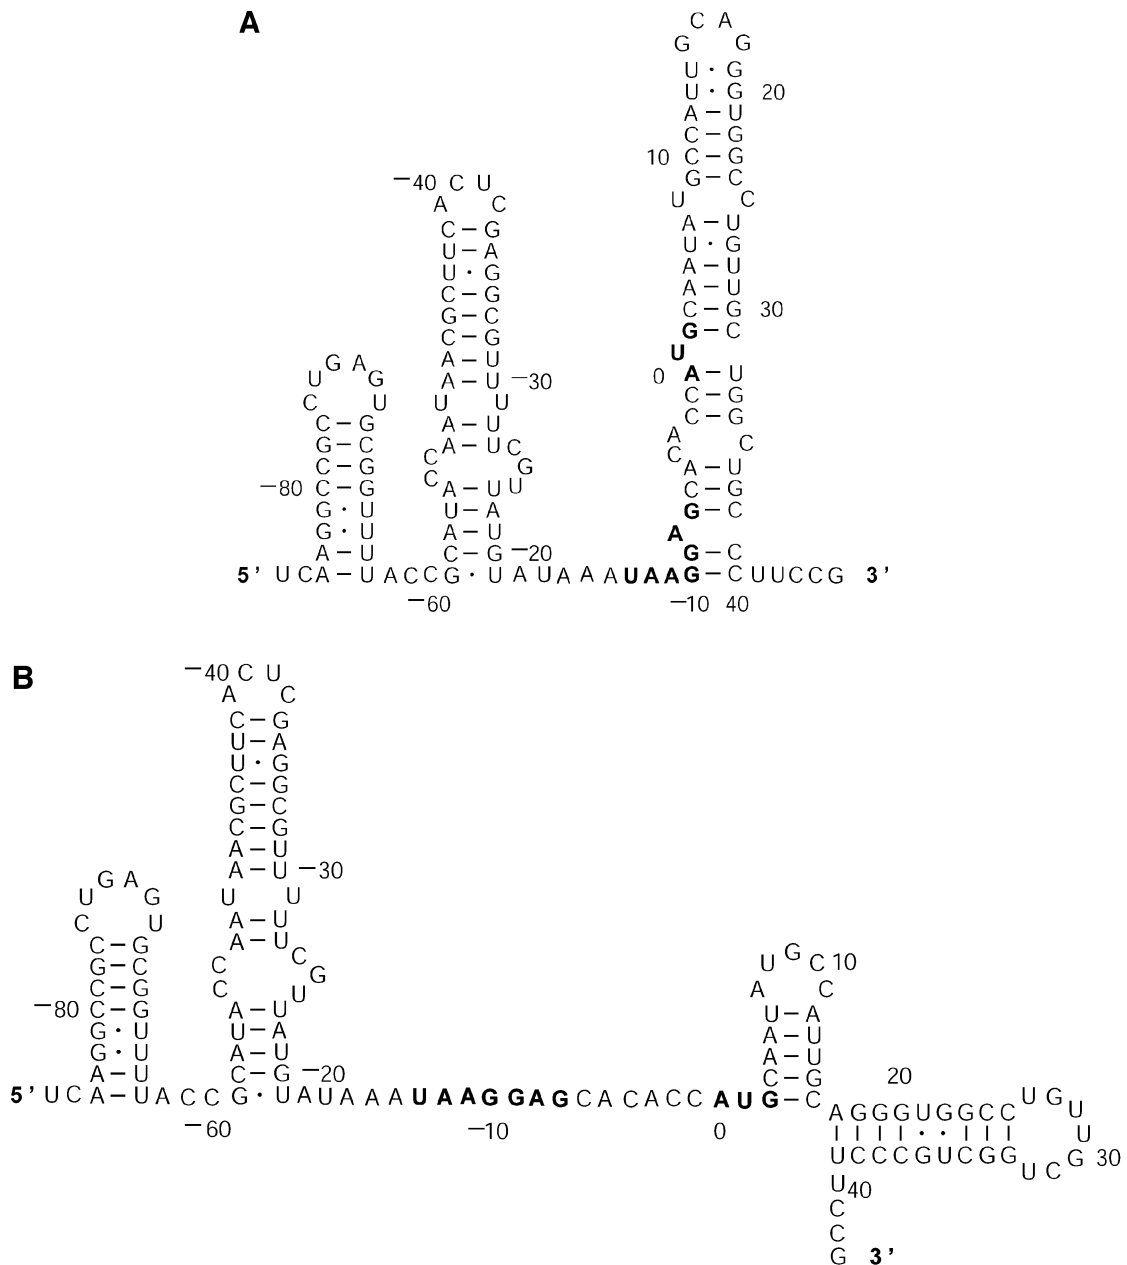 A
U G A G
C U
C – G
G – C
C – G
−80 C – G
G · U
G · U
A – U
−40 C U
A C
C – G
U – A
U · G
C – G
G – C
C – G
A – U
A – U −30
U U
A – U
A – U C
C G
C U
A – U
U – A
A – U
C – G −20
C A
G G
U · G
U · G 20
A – U
C – G
10 C – G
G – C
U C
A – U
U · G
A – U
A – U
C – G 30
G – C
U
0 A – U
C – G
C – G
A C
C
A – U
C – G
G – C
A
G – C
5' U C A – U A C C G · U A U A A A U A A G – C U U C C G 3'
−60 −10 40
B
−40 C U
A C
C – G
U – A
U · G
C – G
G – C
C – G
A – U
A – U −30
U U
A – U
A – U C
C G
C U
A – U
U – A
A – U
C – G −20
G A
U G
C U
C – G
G – C
C – G
−80 C – G
G · U
G · U
A – U
U G C 10
A C
U – A
A – U
A – U
C – G
5' U C A – U A C C G · U A U A A A U A A G G A G C A C A C C A U G – C
−60 −10 0
20
A G G G U G G C C U G U
U G 30
U C C C G U C G G U C
U 40
C
C
G 3'